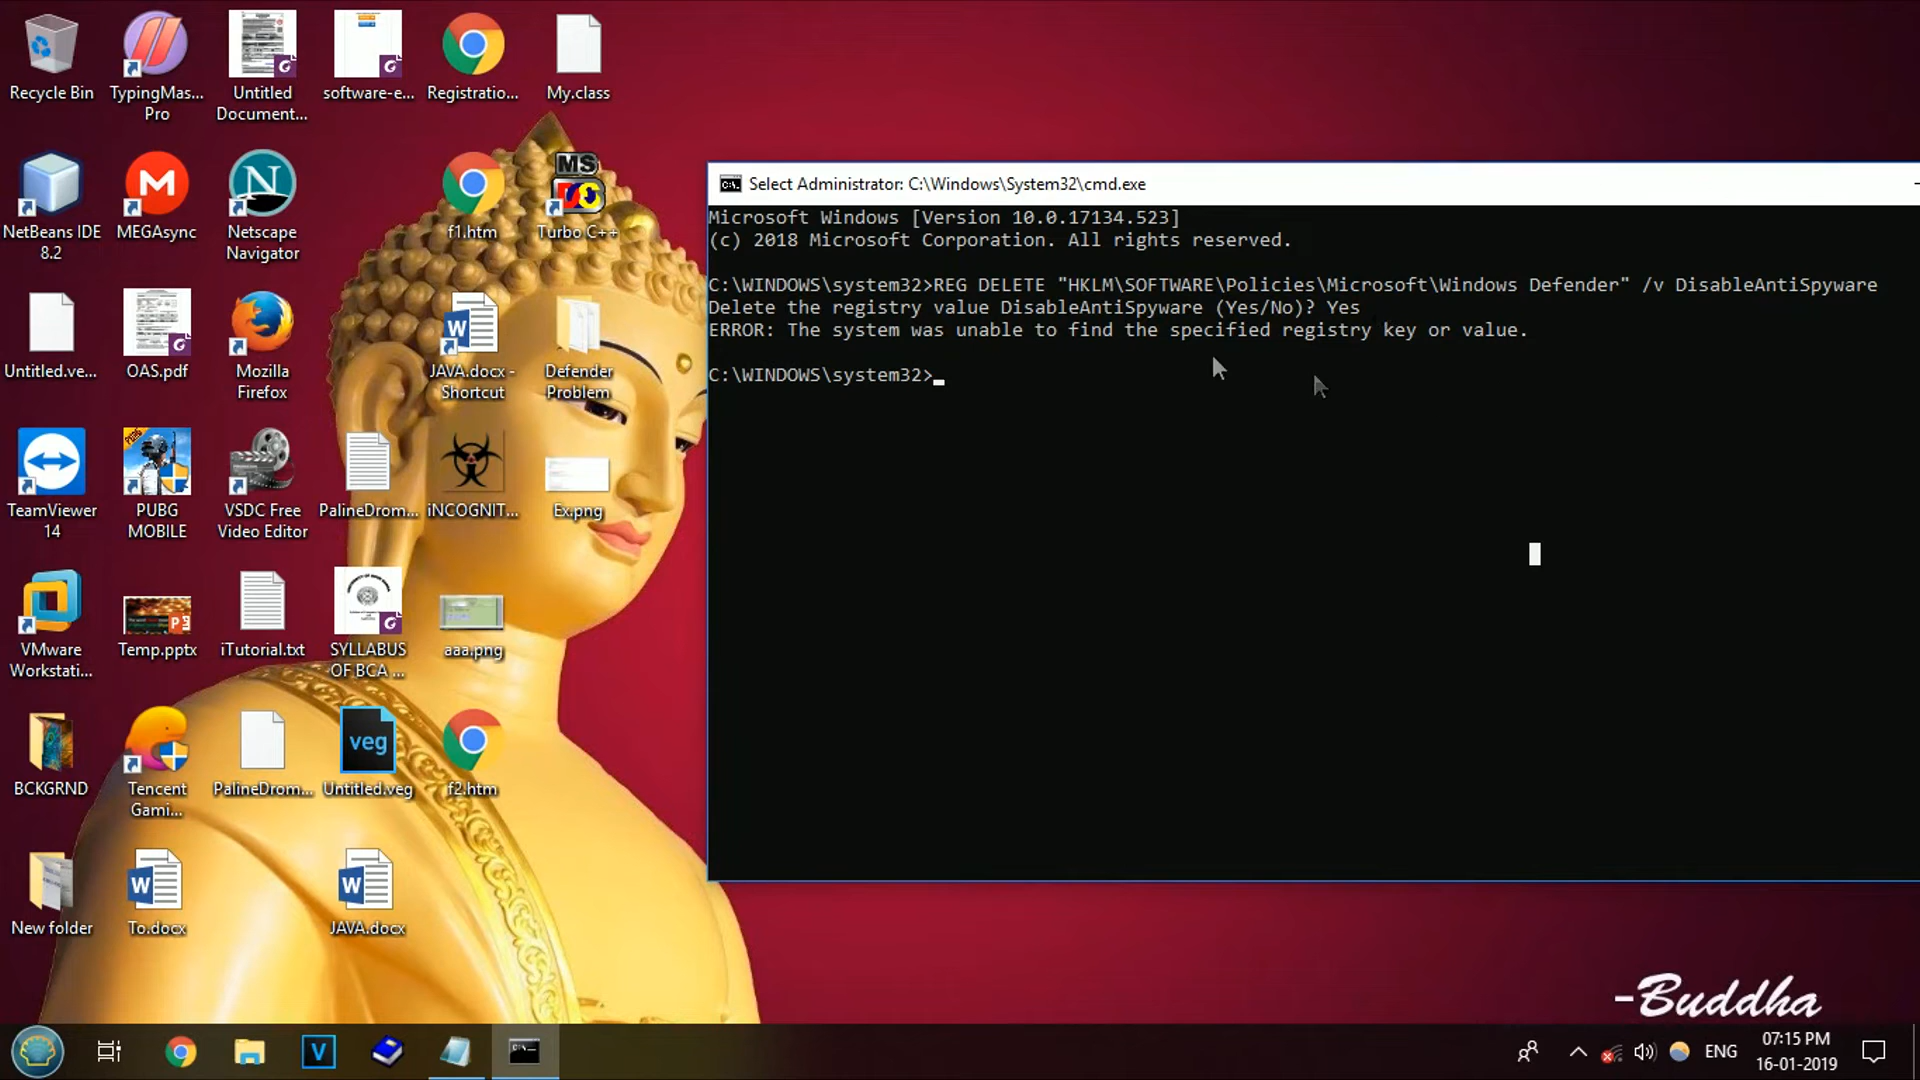 Recycle Bin
TypingMas...
Pro
Untitled
Document...
software-e...
Registratio...
My.class
NetBeans IDE
8.2
MEGAsync
Netscape
Navigator
f1.htm
MS
Turbo C++
Untitled.ve...
OAS.pdf
Mozilla
Firefox
JAVA.docx -
Shortcut
Defender
Problem
TeamViewer
14
PUBG
MOBILE
VSDC Free
Video Editor
PalineDrom...
iNCOGNIT...
Ex.png
VMware
Workstati...
Temp.pptx
iTutorial.txt
SYLLABUS
OF BCA ...
aaa.png
BCKGRND
Tencent
Gami...
PalineDrom...
veg
Untitled.veg
f2.htm
New folder
To.docx
JAVA.docx
Select Administrator: C:\Windows\System32\cmd.exe
Microsoft Windows [Version 10.0.17134.523]
(c) 2018 Microsoft Corporation. All rights reserved.
C:\WINDOWS\system32>REG DELETE "HKLM\SOFTWARE\Policies\Microsoft\Windows Defender" /v DisableAntiSpyware
Delete the registry value DisableAntiSpyware (Yes/No)? Yes
ERROR: The system was unable to find the specified registry key or value.
C:\WINDOWS\system32>
-Buddha
ENG
07:15 PM
16-01-2019